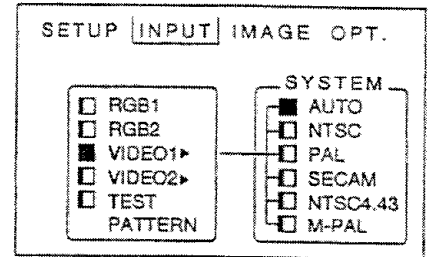 SETUP INPUT IMAGE OPT.
RGB1
RGB2
VIDEO1▸
VIDEO2▸
TEST
PATTERN
SYSTEM
AUTO
NTSC
PAL
SECAM
NTSC4.43
M-PAL